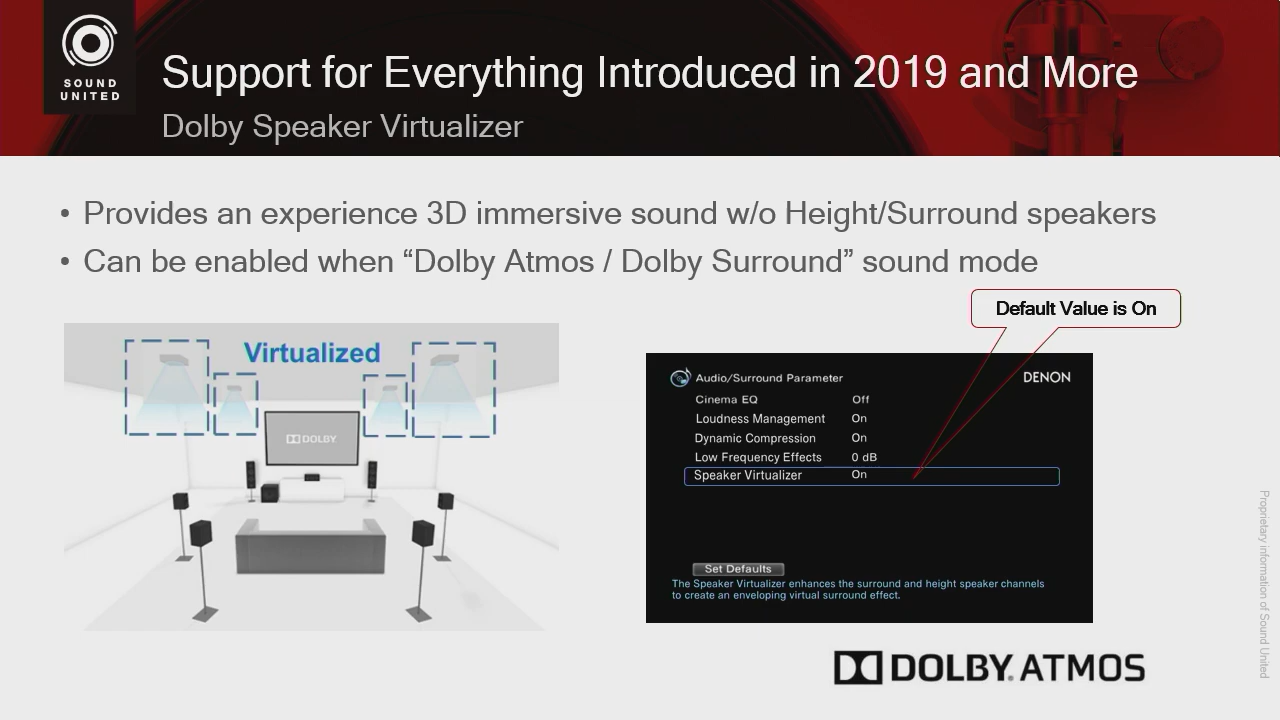 SOUND
UNITED
Support for Everything Introduced in 2019 and More
Dolby Speaker Virtualizer
• Provides an experience 3D immersive sound w/o Height/Surround speakers
• Can be enabled when “Dolby Atmos / Dolby Surround” sound mode
Default Value is On
Virtualized
DOLBY
Audio/Surround Parameter
DENON
Cinema EQ Off
Loudness Management On
Dynamic Compression On
Low Frequency Effects 0 dB
Speaker Virtualizer On
Set Defaults
The Speaker Virtualizer enhances the surround and height speaker channels
to create an enveloping virtual surround effect.
DOLBY ATMOS
Proprietary information of Sound United